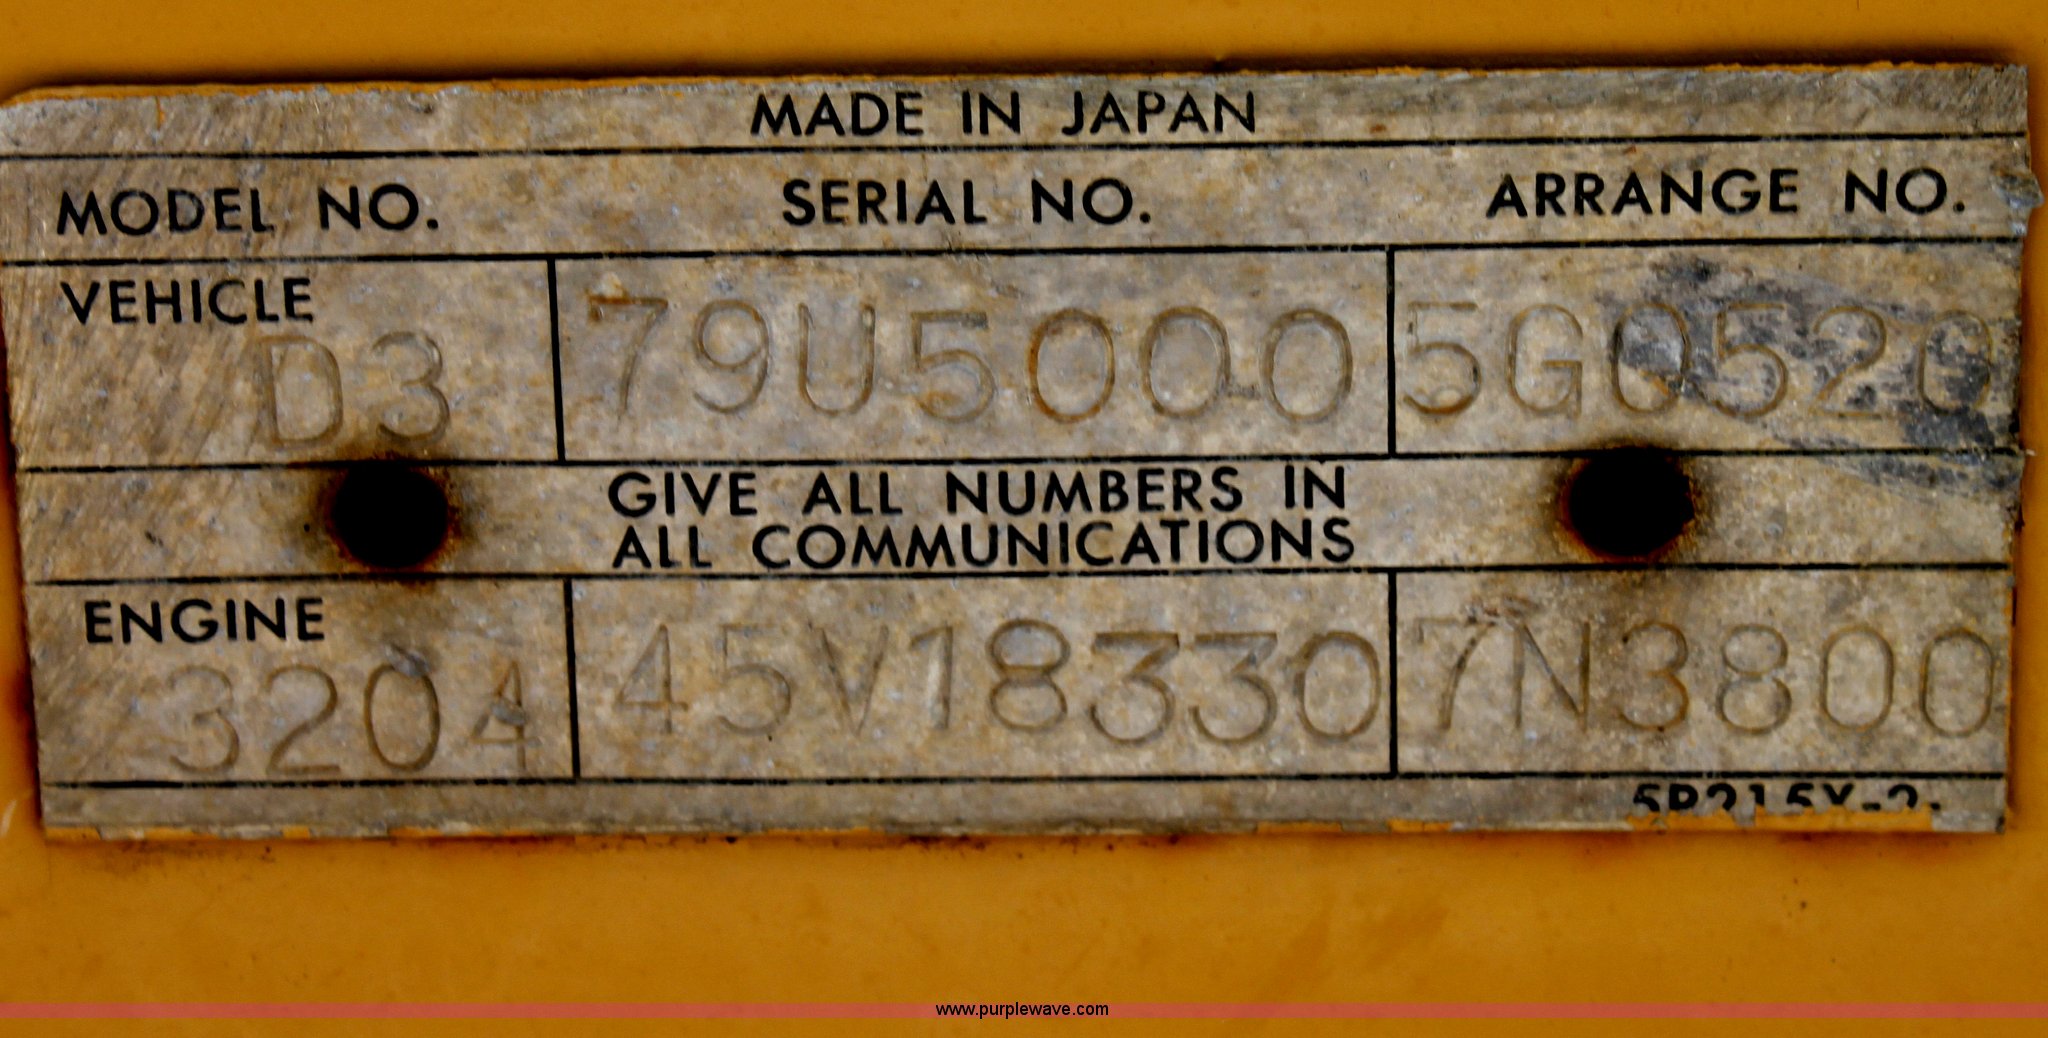 MADE IN JAPAN
MODEL NO. SERIAL NO. ARRANGE NO.
VEHICLE
D3 79U5000 5G0520
GIVE ALL NUMBERS IN
ALL COMMUNICATIONS
ENGINE
3204 45V18330 7N3800
www.purplewave.com